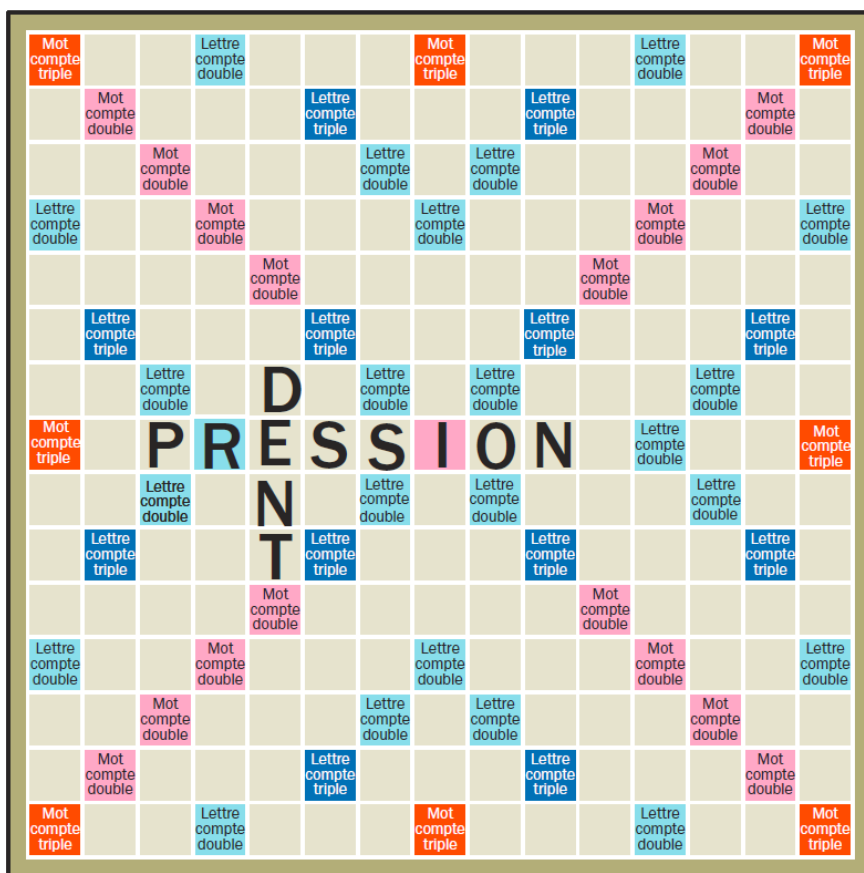 Mot Lettre Mot Lettre Mot
compte compte compte compte compte
triple double triple double triple
Mot Lettre Lettre Mot
compte compte compte compte
double triple triple double
Mot Lettre Lettre Mot
compte compte compte compte
double double double double
Lettre Mot Lettre Mot Lettre
compte compte compte compte compte
double double double double double
Mot Mot
compte compte
double double
Lettre Lettre Lettre Lettre
compte compte compte compte
triple triple triple triple
Lettre Lettre Lettre Lettre
compte D compte compte compte
double double double double
Mot Lettre Mot
compte PRESSION compte compte
triple double triple
Lettre Lettre Lettre Lettre
compte N compte compte compte
double double double double
Lettre Lettre Lettre Lettre
compte T compte compte compte
triple triple triple triple
Mot Mot
compte compte
double double
Lettre Mot Lettre Mot Lettre
compte compte compte compte compte
double double double double double
Mot Lettre Lettre Mot
compte compte compte compte
double double double double
Mot Lettre Lettre Mot
compte compte compte compte
double triple triple double
Mot Lettre Mot Lettre Mot
compte compte compte compte compte
triple double triple double triple